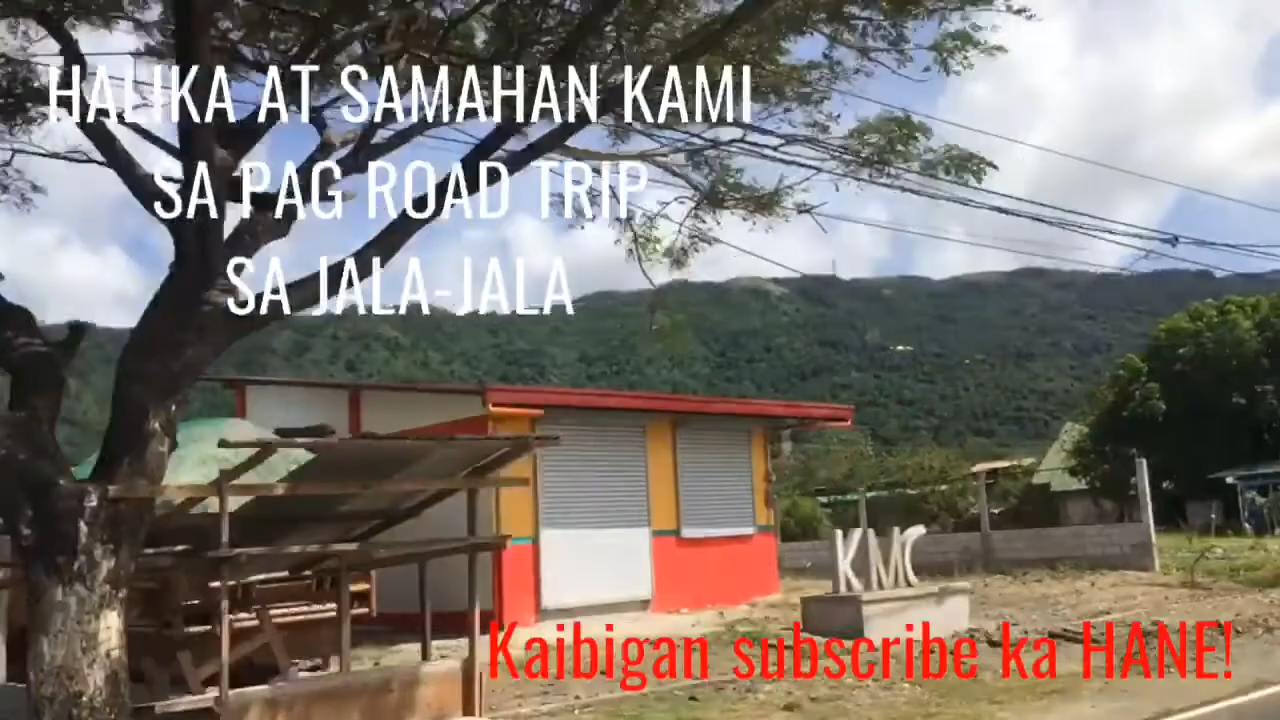 HALIKA AT SAMAHAN KAMI
SA PAG ROAD TRIP
SA JALA-JALA
KMC
Kaibigan subscribe ka HANE!